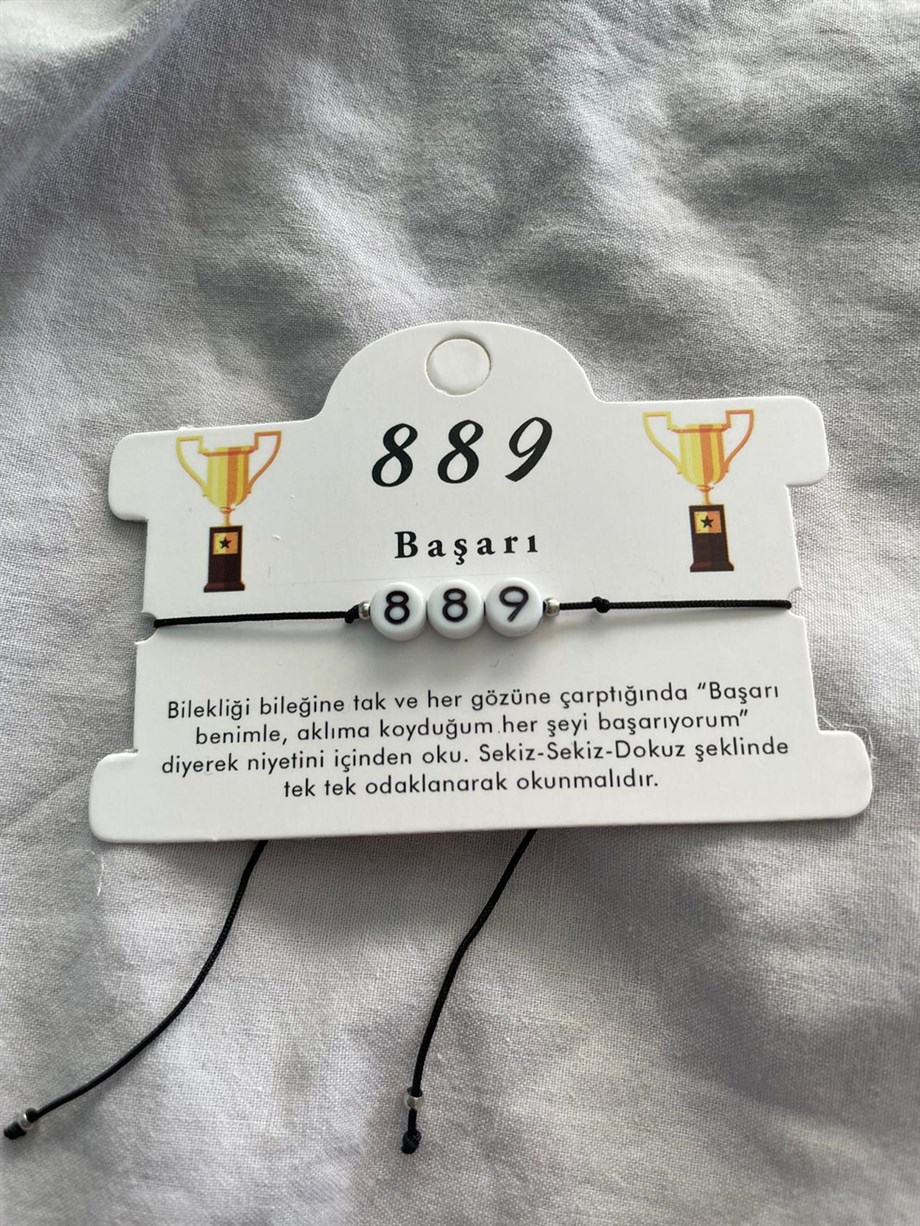 889
Başarı
889
Bilekliği bileğine tak ve her gözüne çarptığında “Başarı
benimle, aklıma koyduğum her şeyi başarıyorum”
diyerek niyetini içinden oku. Sekiz-Sekiz-Dokuz şeklinde
tek tek odaklanarak okunmalıdır.